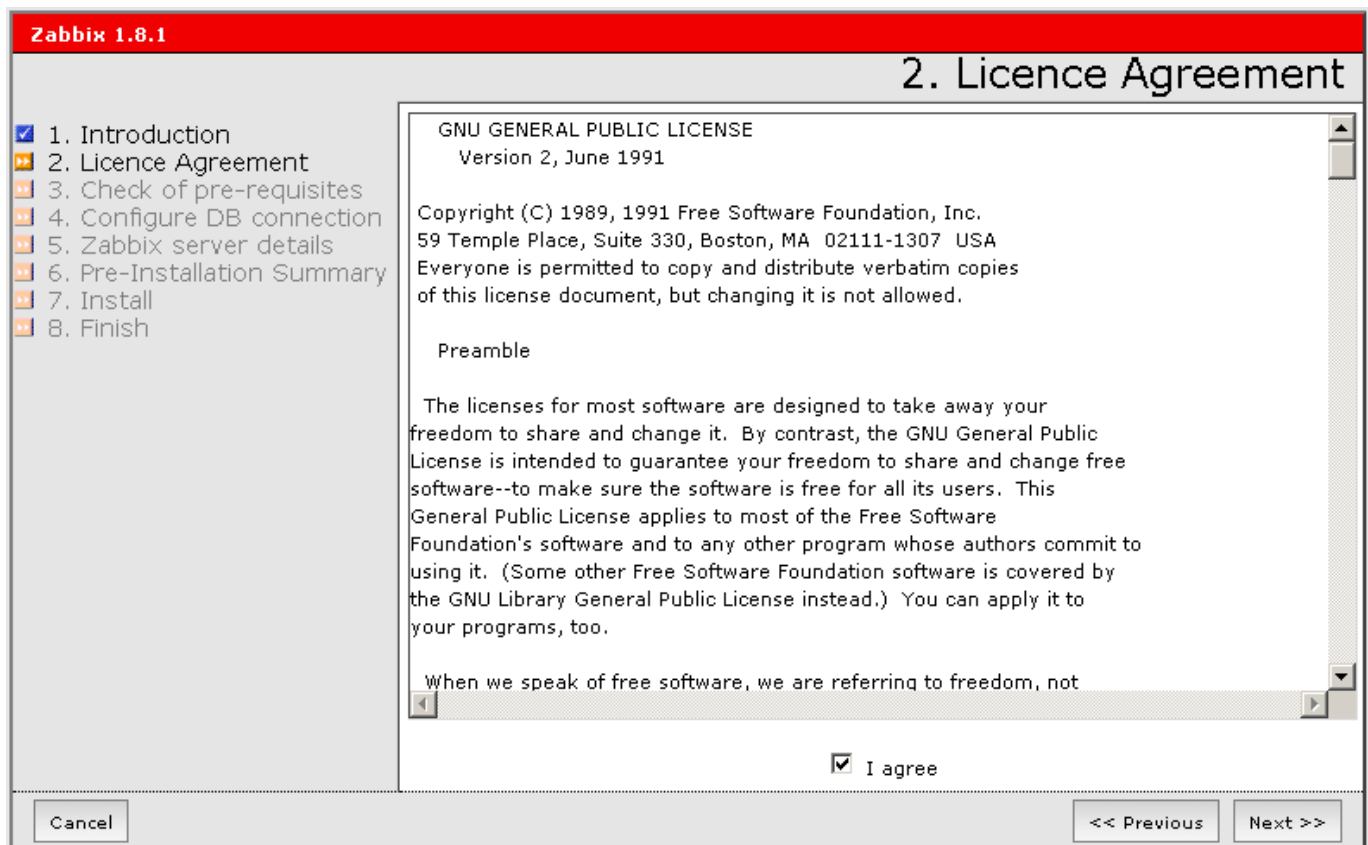 Zabbix 1.8.1
2. Licence Agreement
1. Introduction
2. Licence Agreement
3. Check of pre-requisites
4. Configure DB connection
5. Zabbix server details
6. Pre-Installation Summary
7. Install
8. Finish
GNU GENERAL PUBLIC LICENSE
Version 2, June 1991
Copyright (C) 1989, 1991 Free Software Foundation, Inc.
59 Temple Place, Suite 330, Boston, MA  02111-1307  USA
Everyone is permitted to copy and distribute verbatim copies
of this license document, but changing it is not allowed.
Preamble
The licenses for most software are designed to take away your
freedom to share and change it.  By contrast, the GNU General Public
License is intended to guarantee your freedom to share and change free
software--to make sure the software is free for all its users.  This
General Public License applies to most of the Free Software
Foundation's software and to any other program whose authors commit to
using it.  (Some other Free Software Foundation software is covered by
the GNU Library General Public License instead.)  You can apply it to
your programs, too.
When we speak of free software, we are referring to freedom, not
I agree
Cancel
<< Previous
Next >>